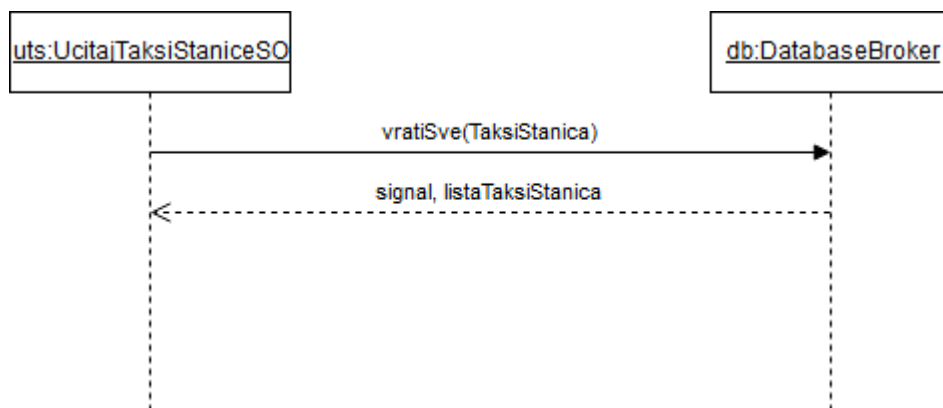 uts:UcitajTaksiStaniceSO
db:DatabaseBroker
vratiSve(TaksiStanica)
signal, listaTaksiStanica